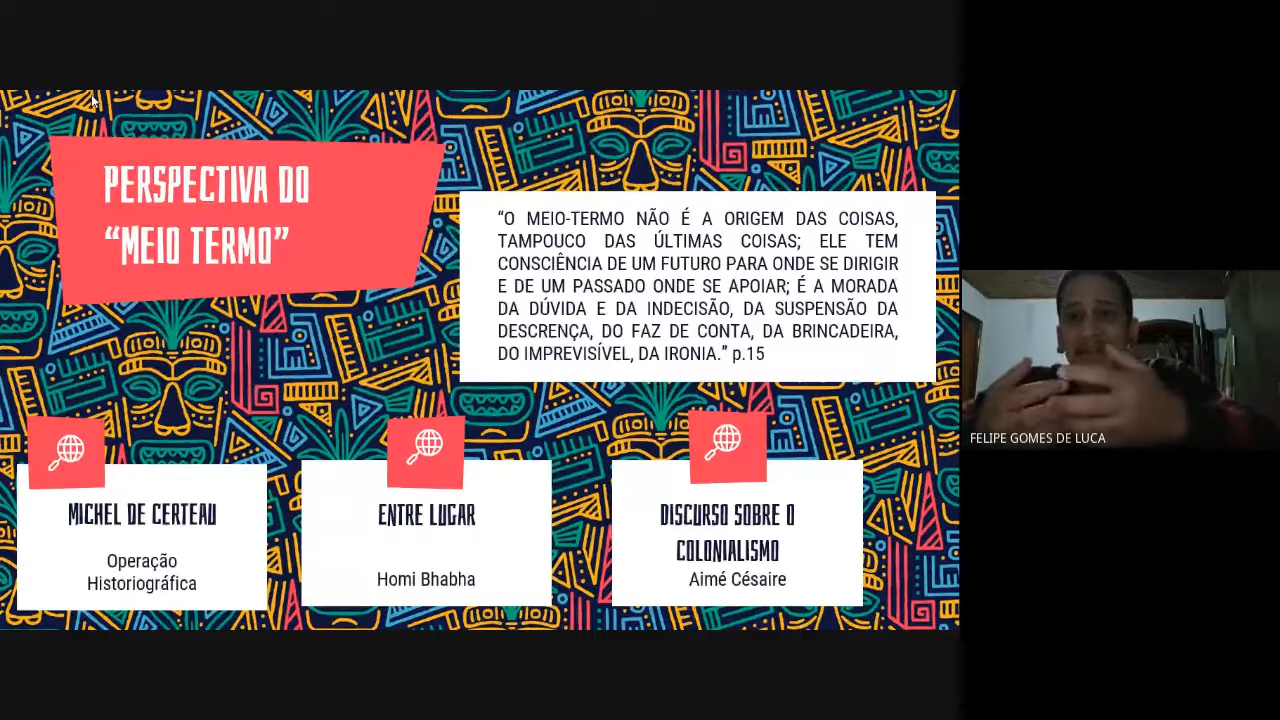 PERSPECTIVA DO
“MEIO TERMO”
“O MEIO-TERMO NÃO É A ORIGEM DAS COISAS,
TAMPOUCO DAS ÚLTIMAS COISAS; ELE TEM
CONSCIÊNCIA DE UM FUTURO PARA ONDE SE DIRIGIR
E DE UM PASSADO ONDE SE APOIAR; É A MORADA
DA DÚVIDA E DA INDECISÃO, DA SUSPENSÃO DA
DESCRENÇA, DO FAZ DE CONTA, DA BRINCADEIRA,
DO IMPREVISÍVEL, DA IRONIA.” p.15
MICHEL DE CERTEAU
Operação
Historiográfica
ENTRE LUGAR
Homi Bhabha
DISCURSO SOBRE O
COLONIALISMO
Aimé Césaire
FELIPE GOMES DE LUCA